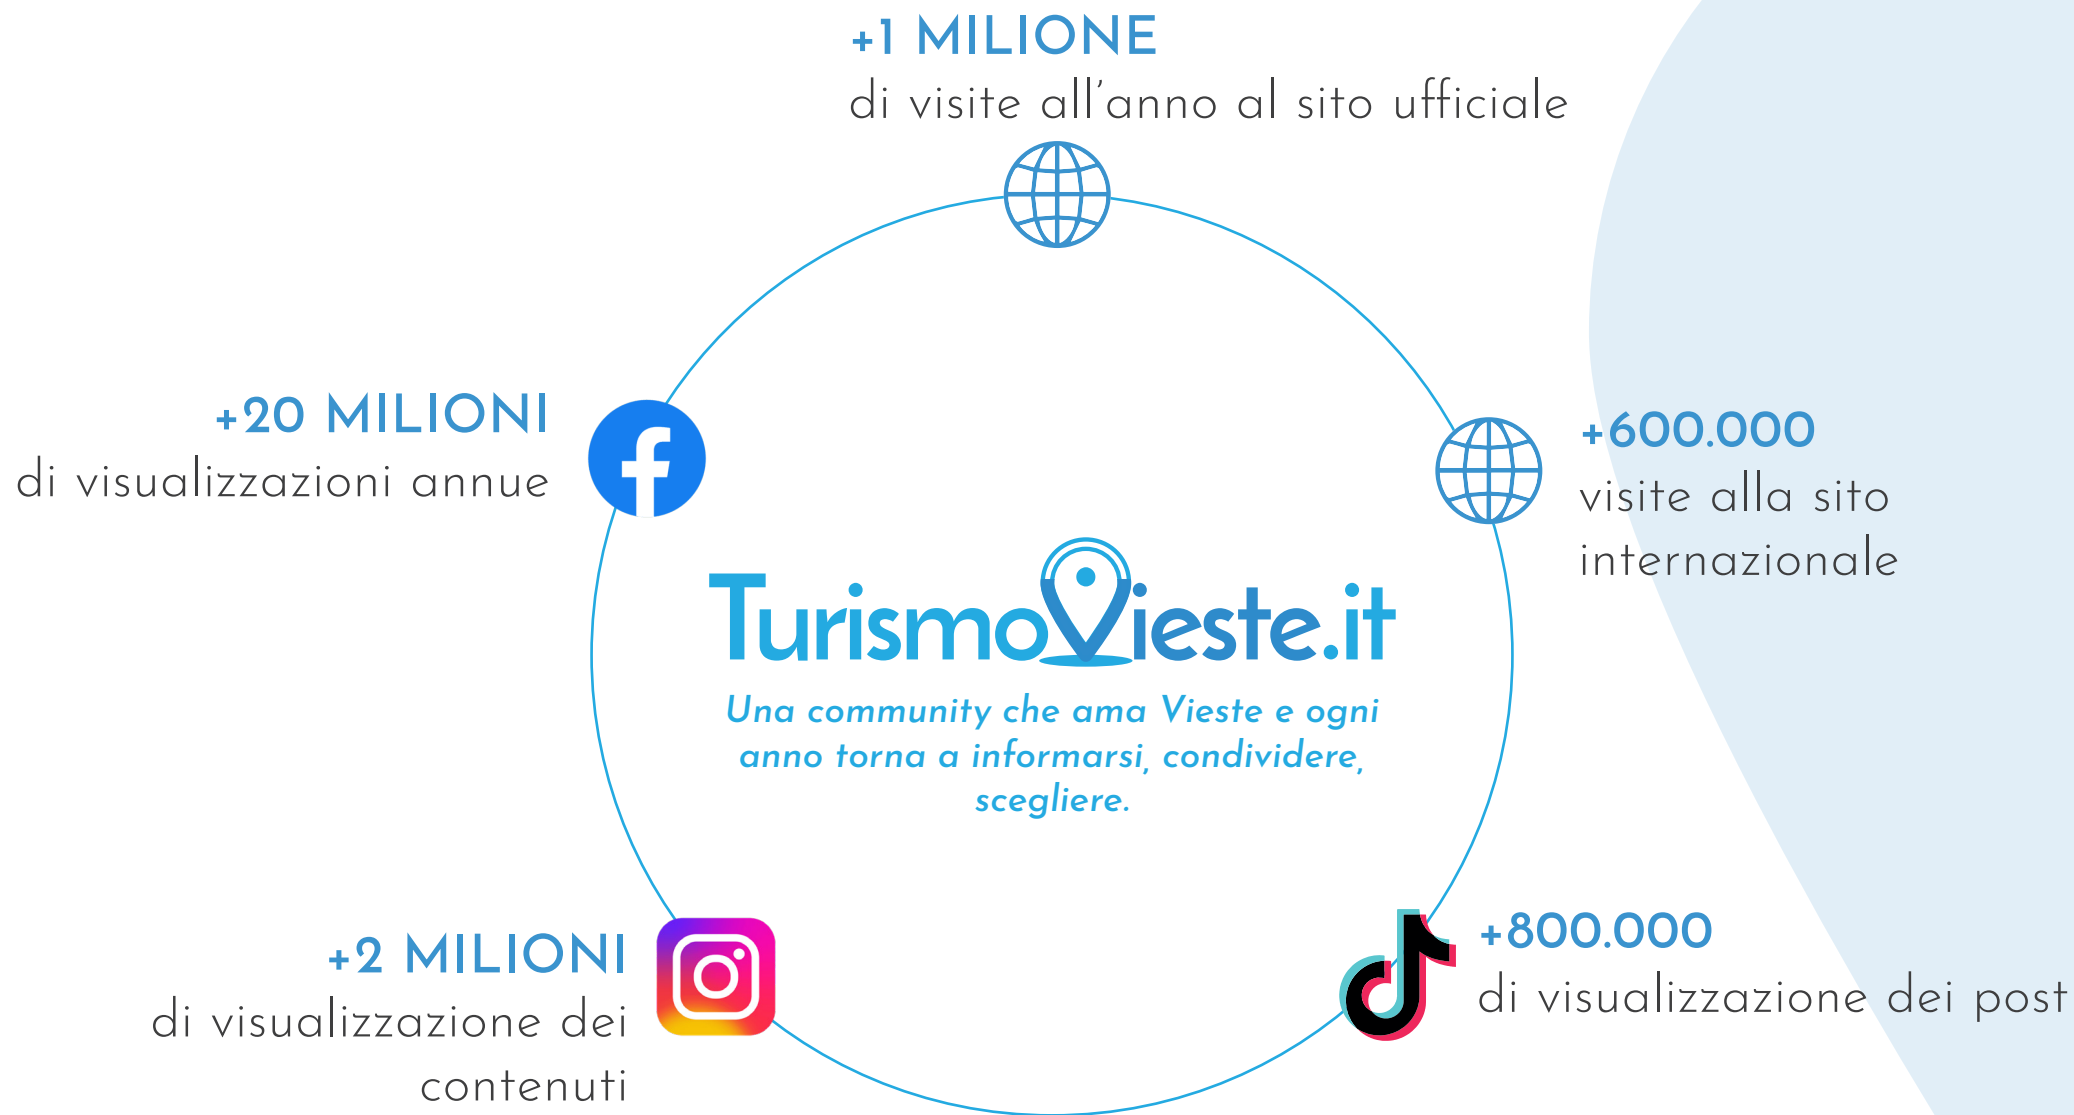 +1 MILIONE
di visite all'anno al sito ufficiale
+20 MILIONI
di visualizzazioni annue
+600.000
visite alla sito
internazionale
TurismoVieste.it
Una community che ama Vieste e ogni
anno torna a informarsi, condividere,
scegliere.
+2 MILIONI
di visualizzazione dei
contenuti
+800.000
di visualizzazione dei post